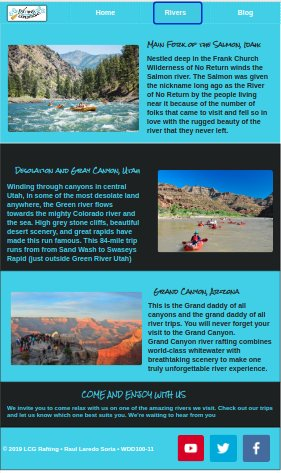 Home Rivers Blog
Main Fork of the Salmon, Idaho
Nestled deep in the Frank Church
Wilderness of No Return winds the
Salmon river. The Salmon was given
the nickname long ago as the River
of No Return by the people living
near it because of the number of
folks that came to visit and fell so in
love with the rugged beauty of the
river that they never left.
Desolation and Gray Canyon, Utah
Winding through canyons in central
Utah, in some of the most desolate land
anywhere, the Green river flows
towards the mighty Colorado river and
the sea. High grey stone cliffs, beautiful
desert scenery, and great rapids have
made this run famous. This 84-mile trip
runs from from Sand Wash to Swaseys
Rapid (just outside Green River Utah)
Grand Canyon, Arizona
This is the Grand daddy of all
canyons and the grand daddy of all
river trips. You will never forget your
visit to the Grand Canyon.
Grand Canyon river rafting combines
world-class whitewater with
breathtaking scenery to make one
truly unforgettable river experience.
COME AND ENJOY WITH US
We invite you to come relax with us on one of the amazing rivers we visit. Check out our trips
and let us know which one best suits you. We're waiting to hear from you
© 2019 LCG Rafting • Raul Laredo Soria • WDD100-11